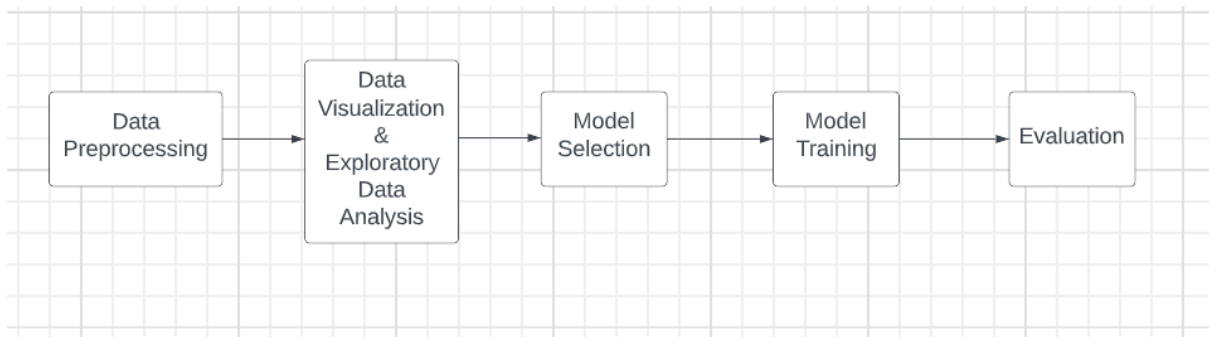 Data
Preprocessing
Data
Visualization
&
Exploratory
Data
Analysis
Model
Selection
Model
Training
Evaluation